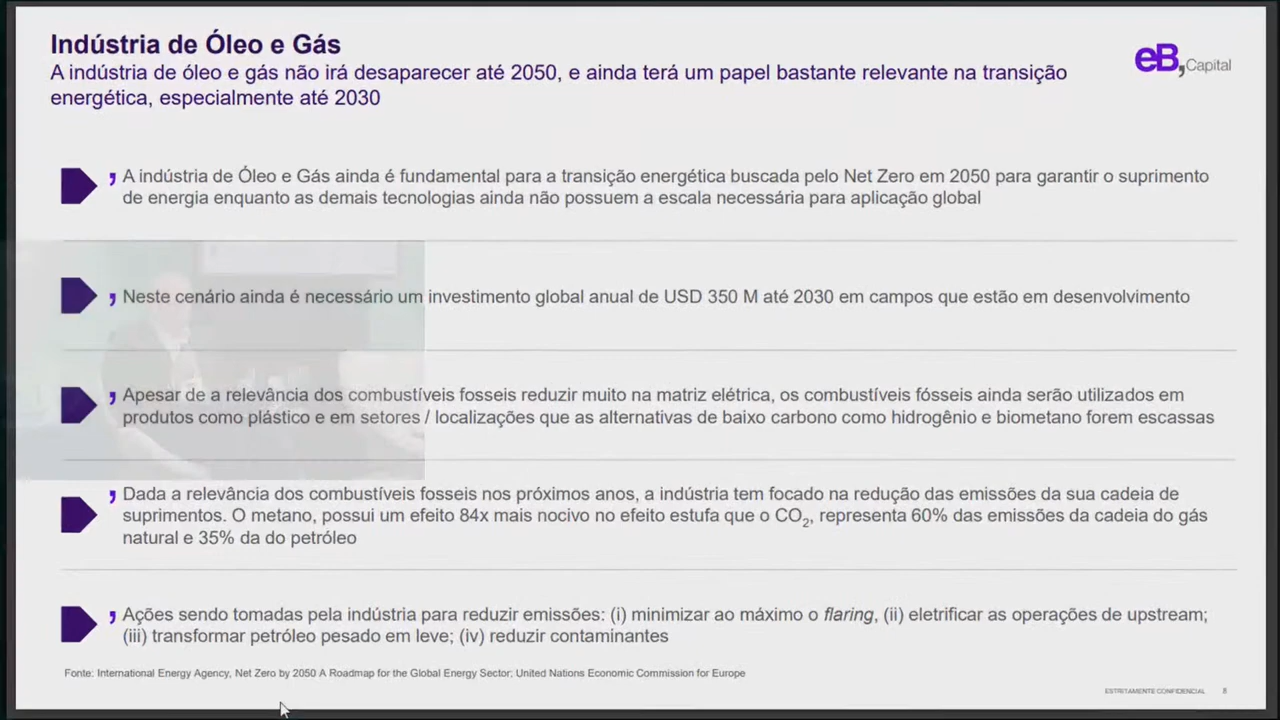 Indústria de Óleo e Gás
A indústria de óleo e gás não irá desaparecer até 2050, e ainda terá um papel bastante relevante na transição
energética, especialmente até 2030
eB, Capital
A indústria de Óleo e Gás ainda é fundamental para a transição energética buscada pelo Net Zero em 2050 para garantir o suprimento
de energia enquanto as demais tecnologias ainda não possuem a escala necessária para aplicação global
Neste cenário ainda é necessário um investimento global anual de USD 350 M até 2030 em campos que estão em desenvolvimento
Apesar de a relevância dos combustíveis fosseis reduzir muito na matriz elétrica, os combustíveis fósseis ainda serão utilizados em
produtos como plástico e em setores / localizações que as alternativas de baixo carbono como hidrogênio e biometano forem escassas
Dada a relevância dos combustíveis fosseis nos próximos anos, a indústria tem focado na redução das emissões da sua cadeia de
suprimentos. O metano, possui um efeito 84x mais nocivo no efeito estufa que o CO2, representa 60% das emissões da cadeia do gás
natural e 35% da do petróleo
Ações sendo tomadas pela indústria para reduzir emissões: (i) minimizar ao máximo o flaring, (ii) eletrificar as operações de upstream;
(iii) transformar petróleo pesado em leve; (iv) reduzir contaminantes
Fonte: International Energy Agency, Net Zero by 2050 A Roadmap for the Global Energy Sector; United Nations Economic Commission for Europe
ESTRITAMENTE CONFIDENCIAL 8